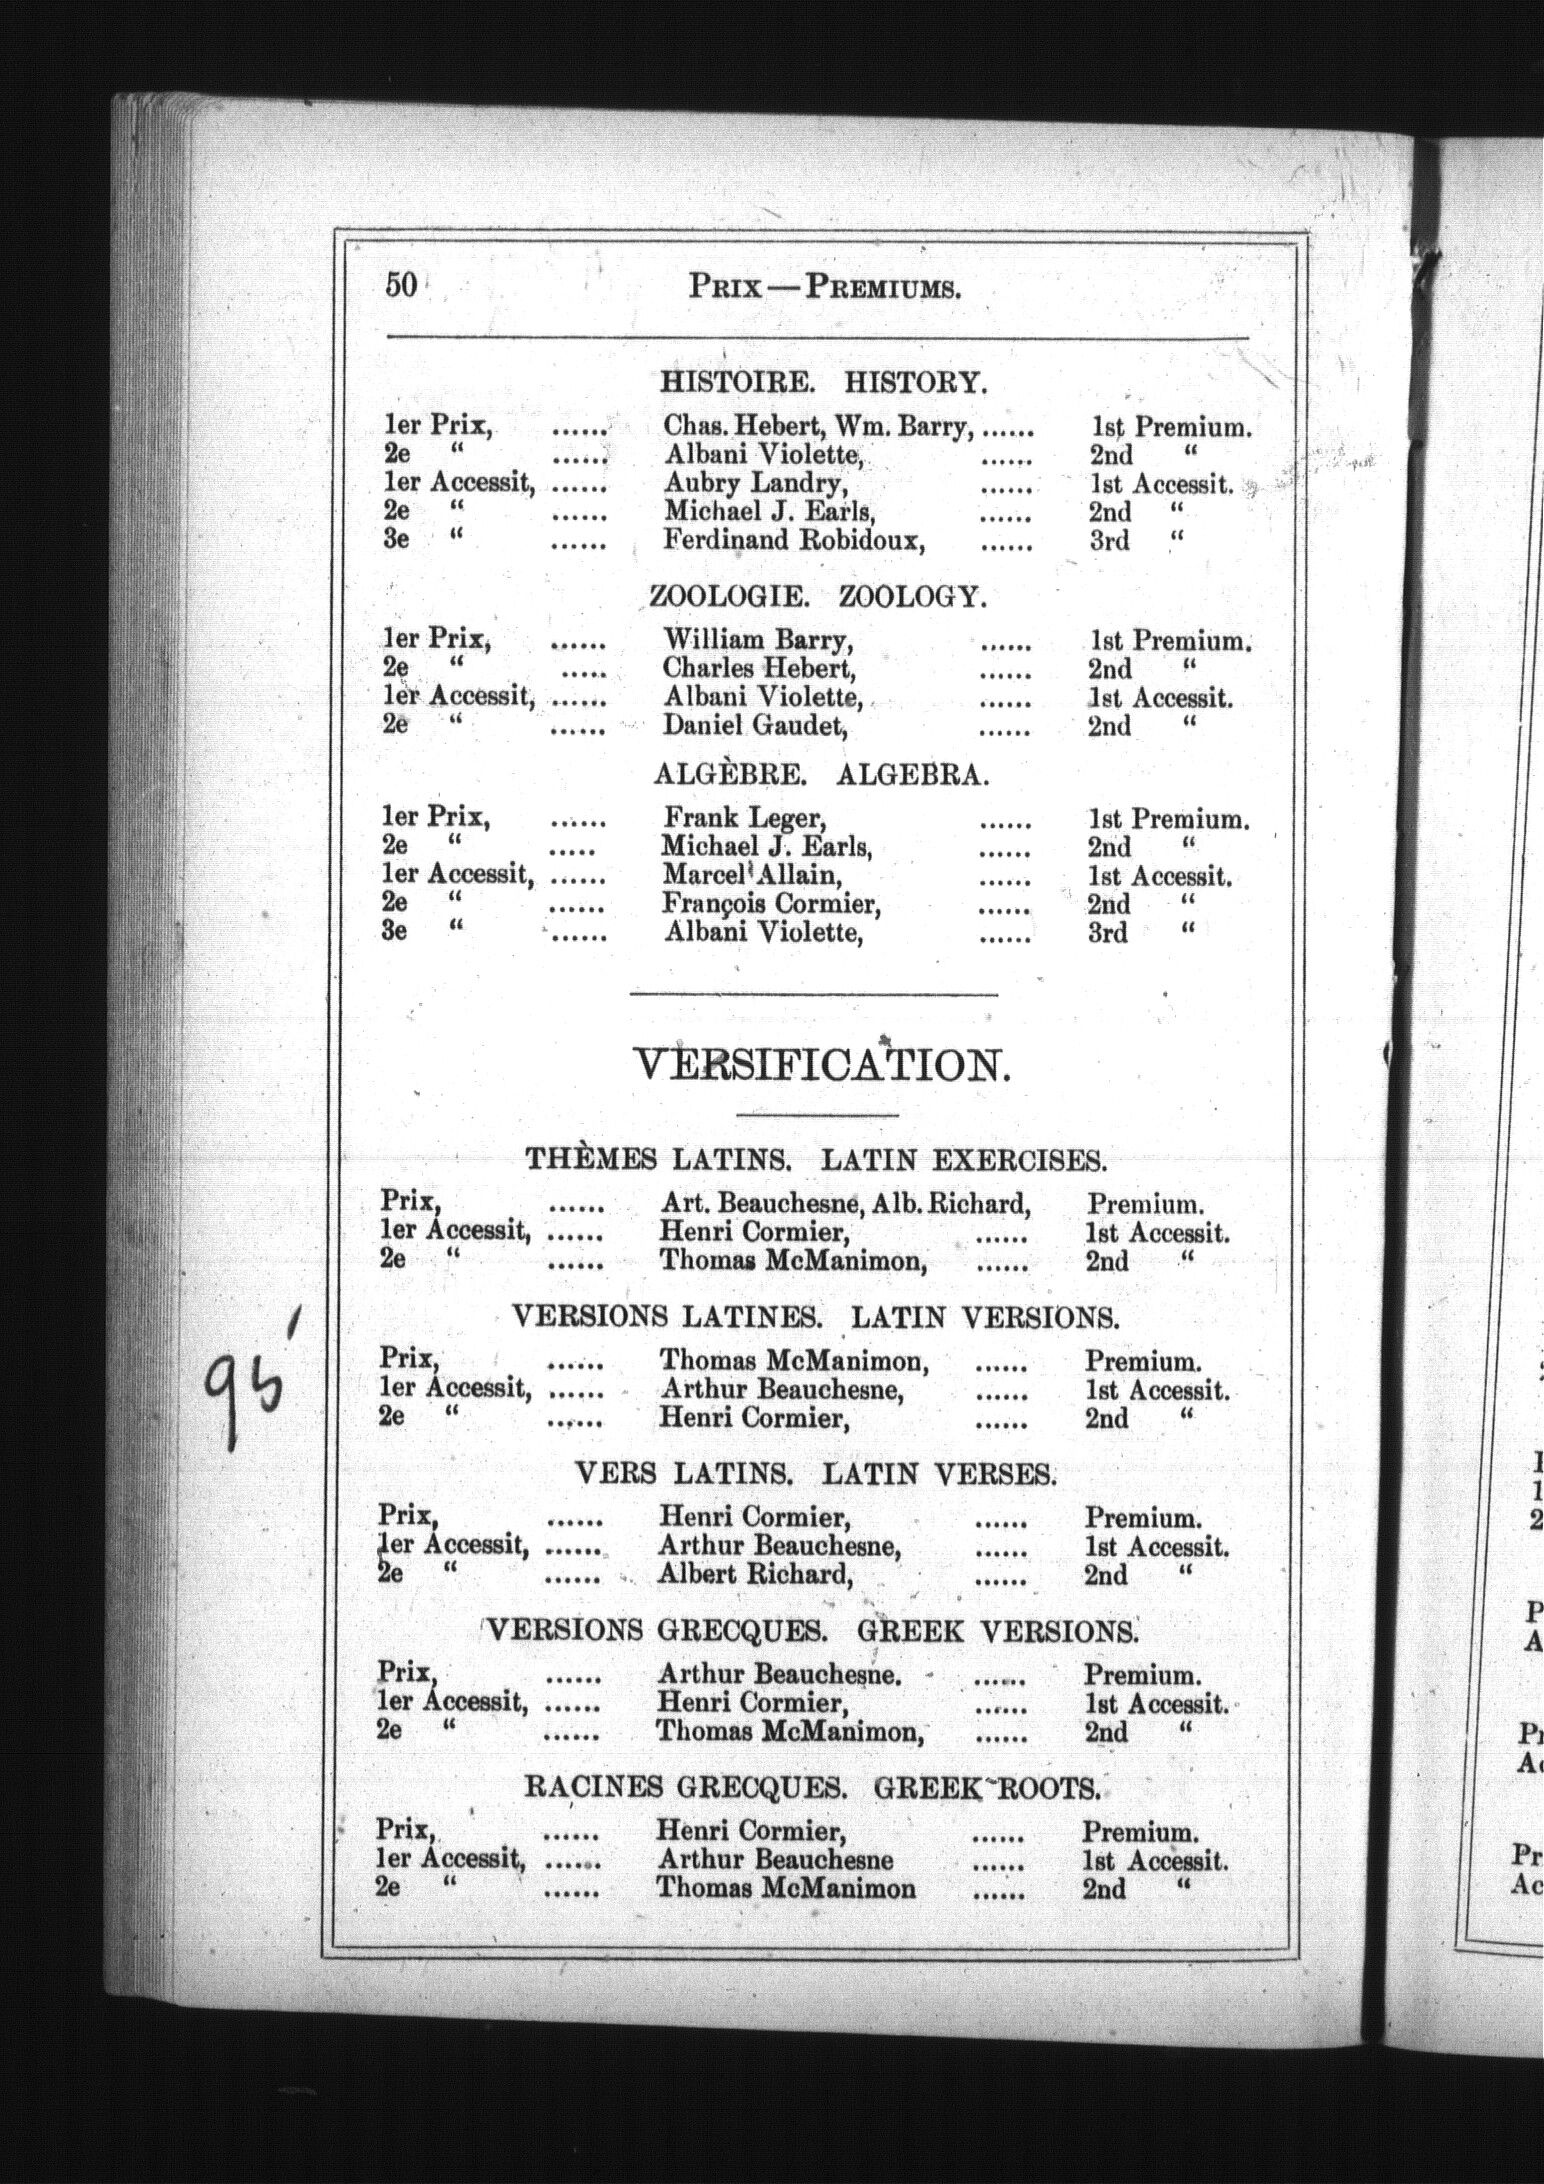 50 PRIX — PREMIUMS.
HISTOIRE. HISTORY.
1er Prix, ...... Chas. Hebert, Wm. Barry, ...... 1st Premium.
2e “ ...... Albani Violette, ...... 2nd “
1er Accessit, ...... Aubry Landry, ...... 1st Accessit.
2e “ ...... Michael J. Earls, ...... 2nd “
3e “ ...... Ferdinand Robidoux, ...... 3rd “
ZOOLOGIE. ZOOLOGY.
1er Prix, ...... William Barry, ...... 1st Premium.
2e “ ..... Charles Hebert, ...... 2nd “
1er Accessit, ...... Albani Violette, ...... 1st Accessit.
2e “ ...... Daniel Gaudet, ...... 2nd “
ALGÈBRE. ALGEBRA.
1er Prix, ...... Frank Leger, ...... 1st Premium.
2e “ ..... Michael J. Earls, ...... 2nd “
1er Accessit, ...... Marcel Allain, ...... 1st Accessit.
2e “ ...... François Cormier, ...... 2nd “
3e “ ...... Albani Violette, ...... 3rd “
VERSIFICATION.
THÈMES LATINS. LATIN EXERCISES.
Prix, ...... Art. Beauchesne, Alb. Richard, Premium.
1er Accessit, ...... Henri Cormier, ...... 1st Accessit.
2e “ ...... Thomas McManimon, ...... 2nd “
VERSIONS LATINES. LATIN VERSIONS.
Prix, ...... Thomas McManimon, ...... Premium.
1er Accessit, ...... Arthur Beauchesne, ...... 1st Accessit.
2e “ ...... Henri Cormier, ...... 2nd “
95
VERS LATINS. LATIN VERSES.
Prix, ...... Henri Cormier, ...... Premium.
1er Accessit, ...... Arthur Beauchesne, ...... 1st Accessit.
2e “ ...... Albert Richard, ...... 2nd “
VERSIONS GRECQUES. GREEK VERSIONS.
Prix, ...... Arthur Beauchesne. ...... Premium.
1er Accessit, ...... Henri Cormier, ...... 1st Accessit.
2e “ ...... Thomas McManimon, ...... 2nd “
RACINES GRECQUES. GREEK ROOTS.
Prix, ...... Henri Cormier, ...... Premium.
1er Accessit, ...... Arthur Beauchesne ...... 1st Accessit.
2e “ ...... Thomas McManimon ...... 2nd “